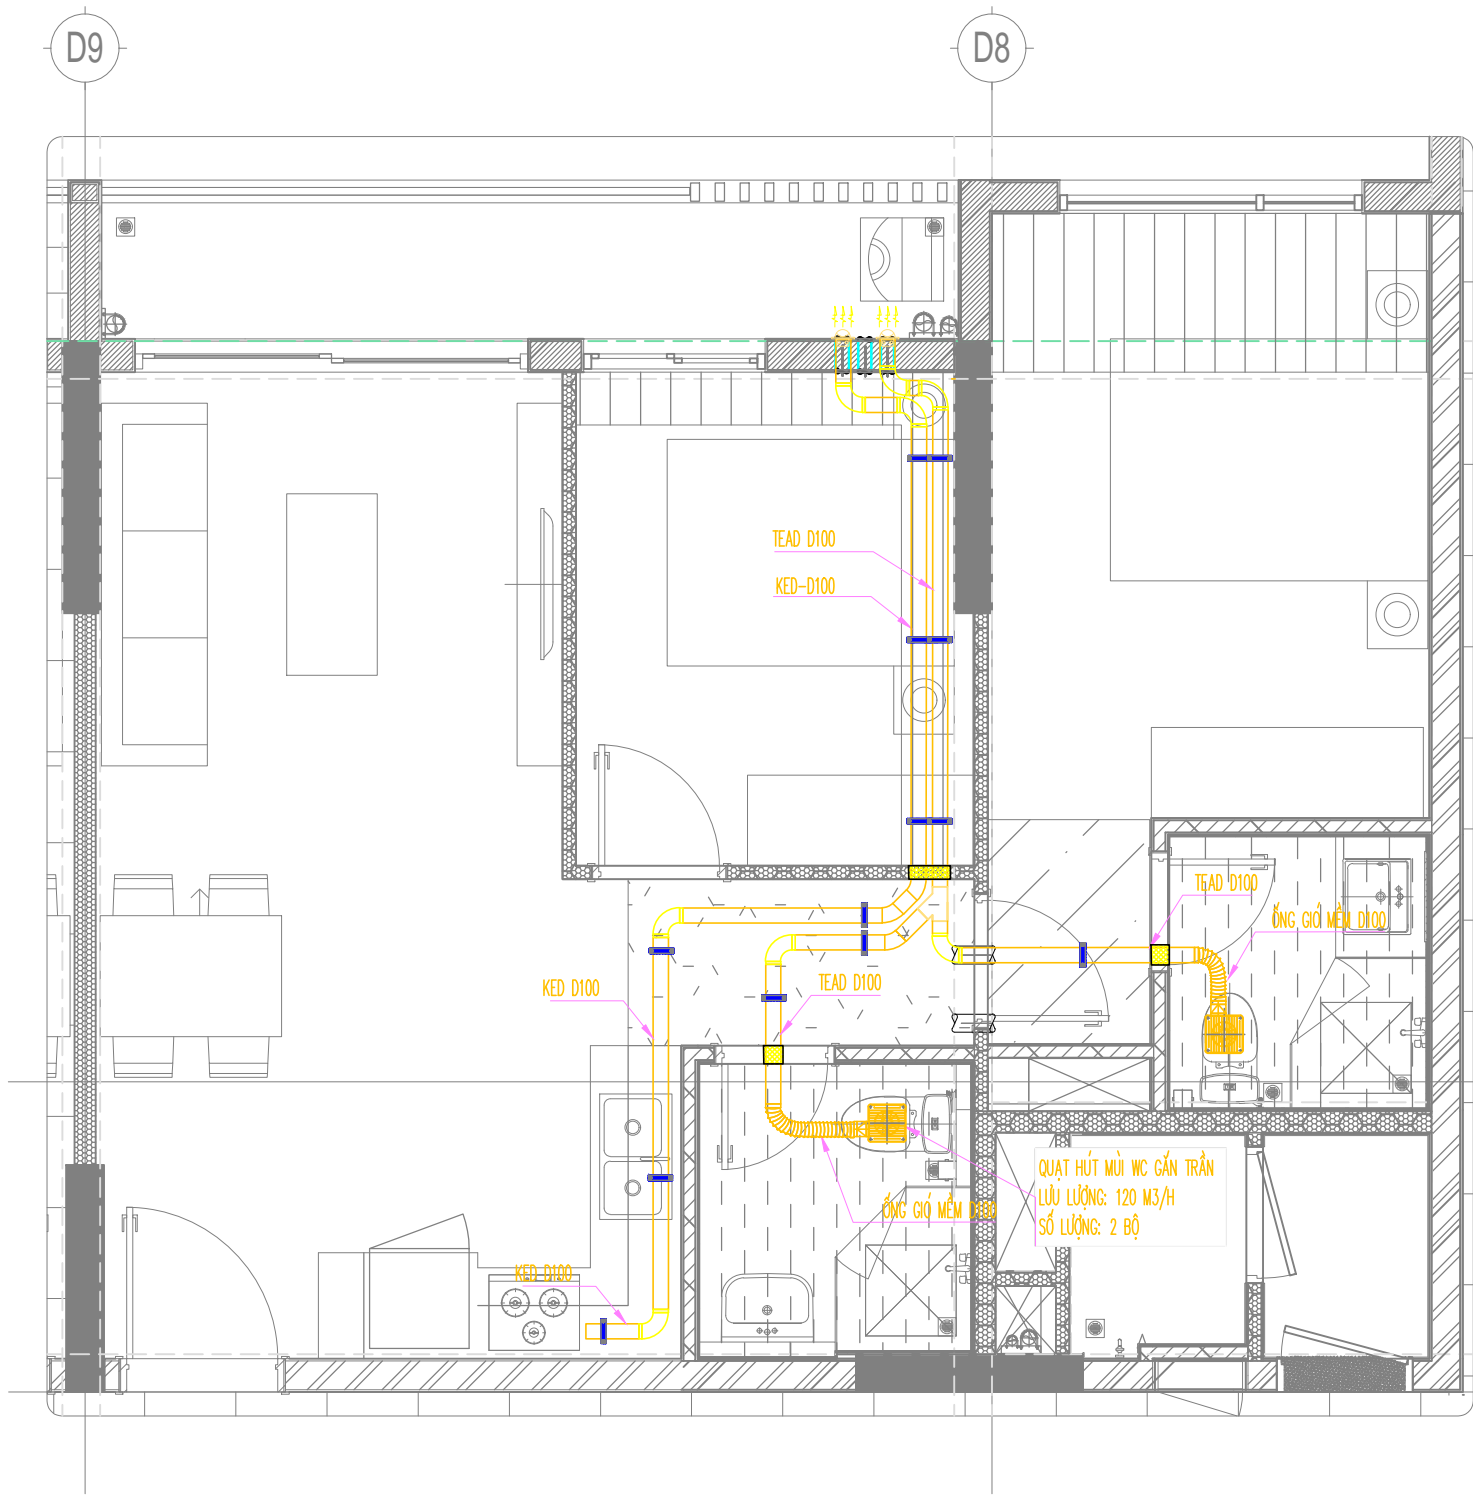 D9
D8
TEAD D100
KED-D100
TEAD D100
ỐNG GIÓ MỀM D100
KED D100
TEAD D100
QUẠT HÚT MÙI WC GẮN TRẦN
LƯU LƯỢNG: 120 M3/H
SỐ LƯỢNG: 2 BỘ
ỐNG GIÓ MỀM D100
KED D100